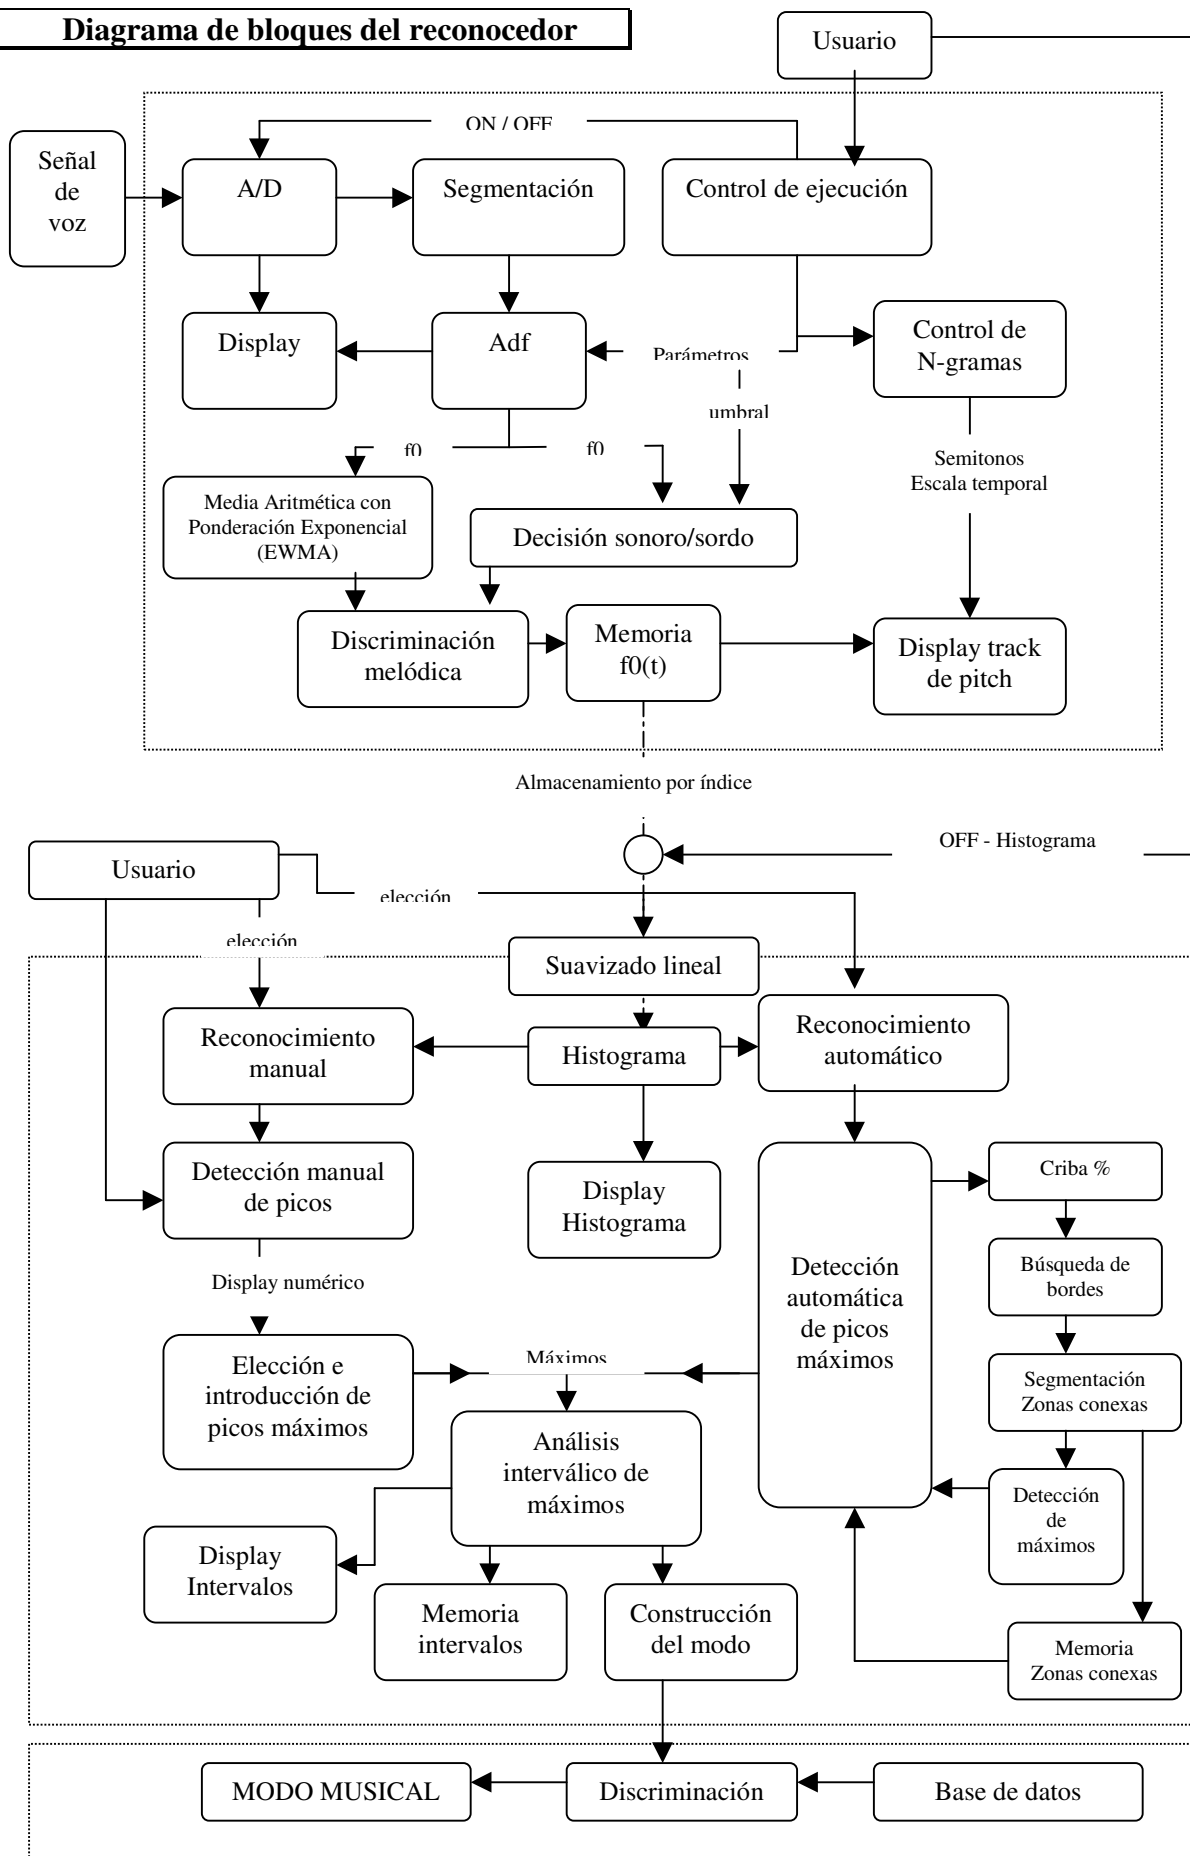 Diagrama de bloques del reconocedor
Usuario
ON / OFF
Señal
de
voz
A/D
Segmentación
Control de ejecución
Display
Adf
Parámetros
Control de
N-gramas
umbral
f0
f0
Semitonos
Escala temporal
Media Aritmética con
Ponderación Exponencial
(EWMA)
Decisión sonoro/sordo
Discriminación
melódica
Memoria
f0(t)
Display track
de pitch
Almacenamiento por índice
OFF - Histograma
Usuario
elección
elección
Suavizado lineal
Reconocimiento
manual
Histograma
Reconocimiento
automático
Detección manual
de picos
Display
Histograma
Criba %
Display numérico
Detección
automática
de picos
máximos
Búsqueda de
bordes
Elección e
introducción de
picos máximos
Máximos
Segmentación
Zonas conexas
Análisis
interválico de
máximos
Detección
de
máximos
Display
Intervalos
Memoria
intervalos
Construcción
del modo
Memoria
Zonas conexas
MODO MUSICAL
Discriminación
Base de datos